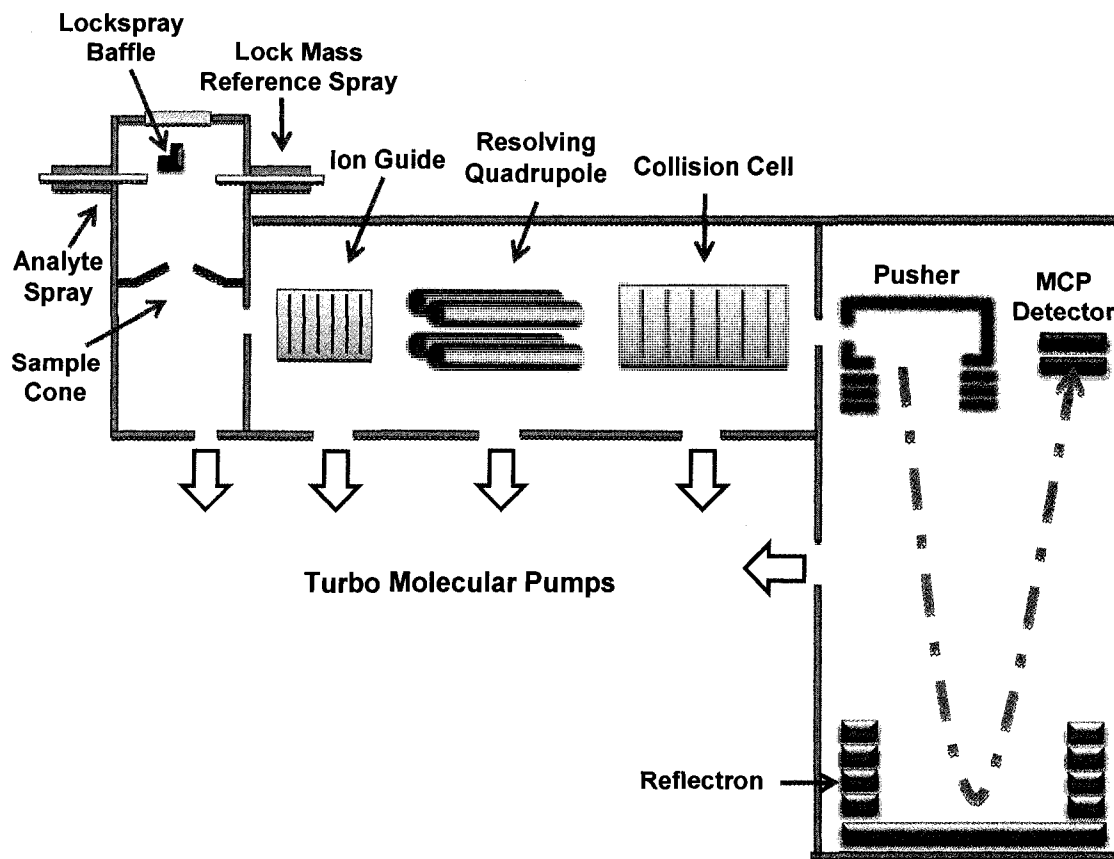 Lockspray
Baffle
Lock Mass
Reference Spray
ion Guide
Resolving
Quadrupole
Collision Cell
Analyte
Spray
Sample
Cone
Pusher
MCP
Detector
Turbo Molecular Pumps
Reflectron